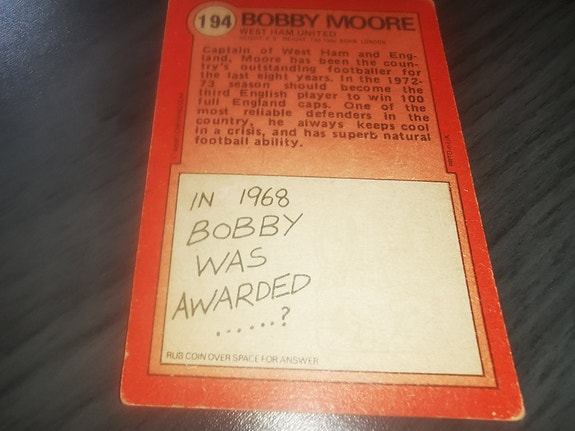 194 BOBBY MOORE
WEST HAM UNITED
Captain of West Ham and Eng-
land, Moore has been the coun-
try's outstanding footballer for
the last eight years. In the 1972-
73 season should become the
third English player to win 100
full England caps. One of the
most reliable defenders in the
country, he always keeps cool
in a crisis, and has superb natural
football ability.
IN 1968
BOBBY
WAS
AWARDED
......?
RUB COIN OVER SPACE FOR ANSWER